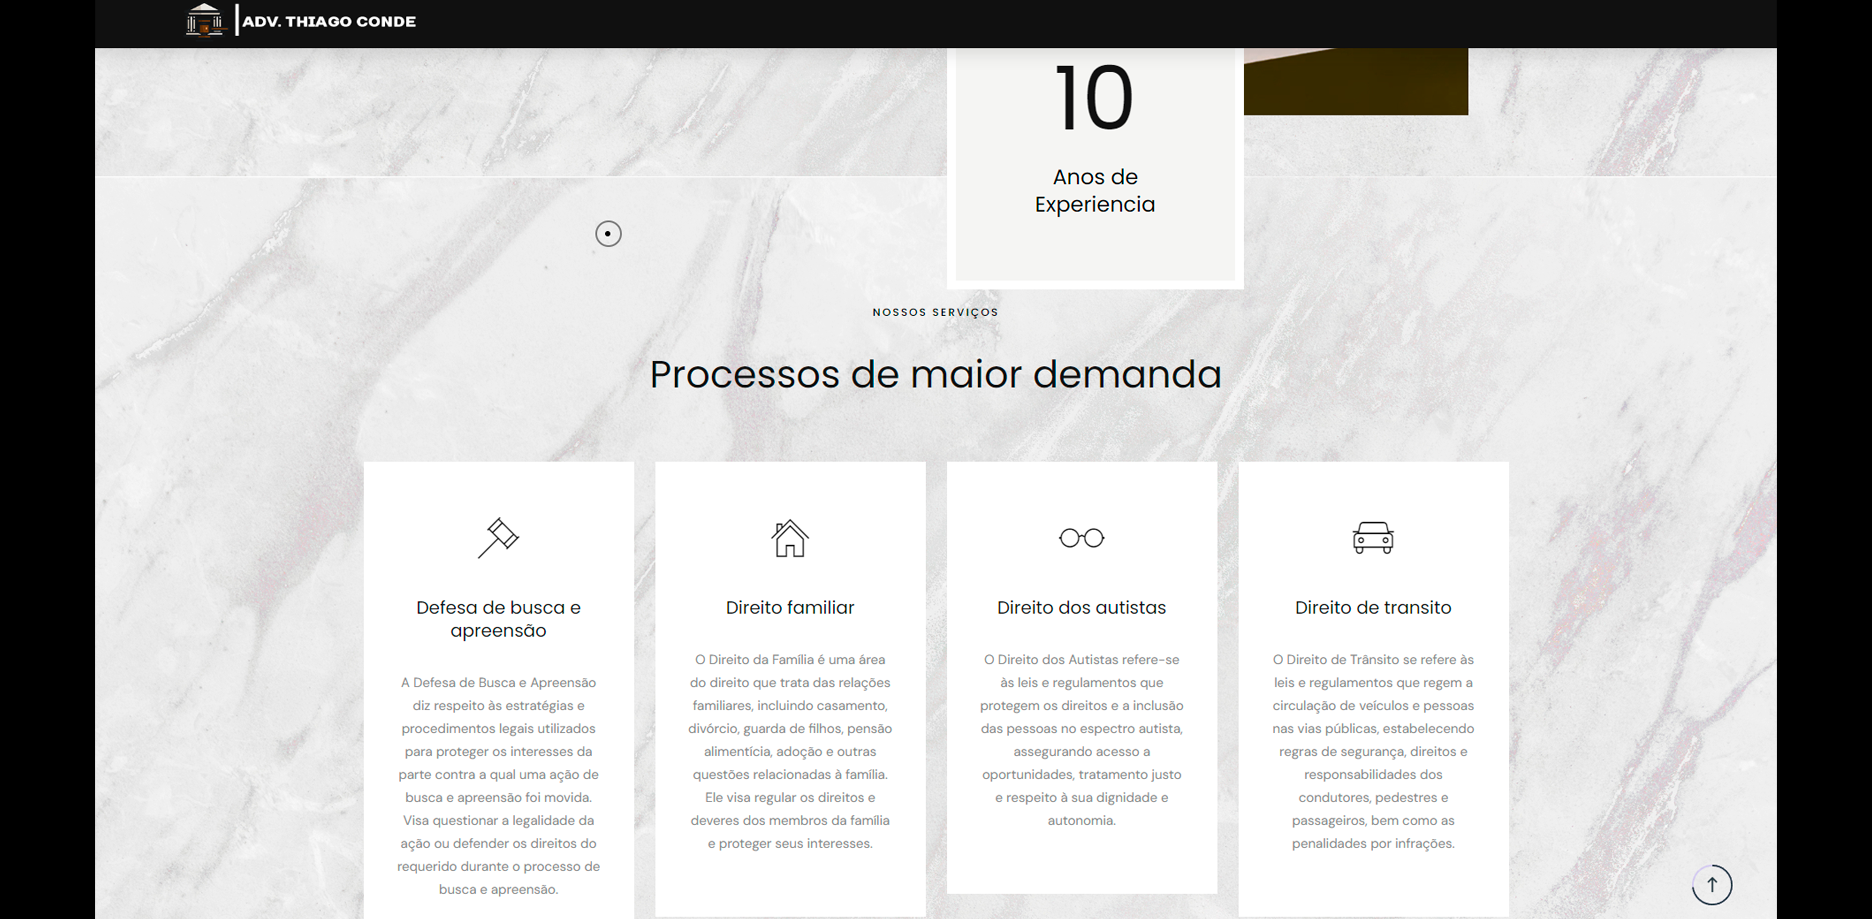 ADV. THIAGO CONDE
10
Anos de
Experiencia
NOSSOS SERVIÇOS
Processos de maior demanda
Defesa de busca e
apreensão
A Defesa de Busca e Apreensão
diz respeito às estratégias e
procedimentos legais utilizados
para proteger os interesses da
parte contra a qual uma ação de
busca e apreensão foi movida.
Visa questionar a legalidade da
ação ou defender os direitos do
requerido durante o processo de
busca e apreensão.
Direito familiar
O Direito da Família é uma área
do direito que trata das relações
familiares, incluindo casamento,
divórcio, guarda de filhos, pensão
alimentícia, adoção e outras
questões relacionadas à família.
Ele visa regular os direitos e
deveres dos membros da família
e proteger seus interesses.
Direito dos autistas
O Direito dos Autistas refere-se
às leis e regulamentos que
protegem os direitos e a inclusão
das pessoas no espectro autista,
assegurando acesso a
oportunidades, tratamento justo
e respeito à sua dignidade e
autonomia.
Direito de transito
O Direito de Trânsito se refere às
leis e regulamentos que regem a
circulação de veículos e pessoas
nas vias públicas, estabelecendo
regras de segurança, direitos e
responsabilidades dos
condutores, pedestres e
passageiros, bem como as
penalidades por infrações.